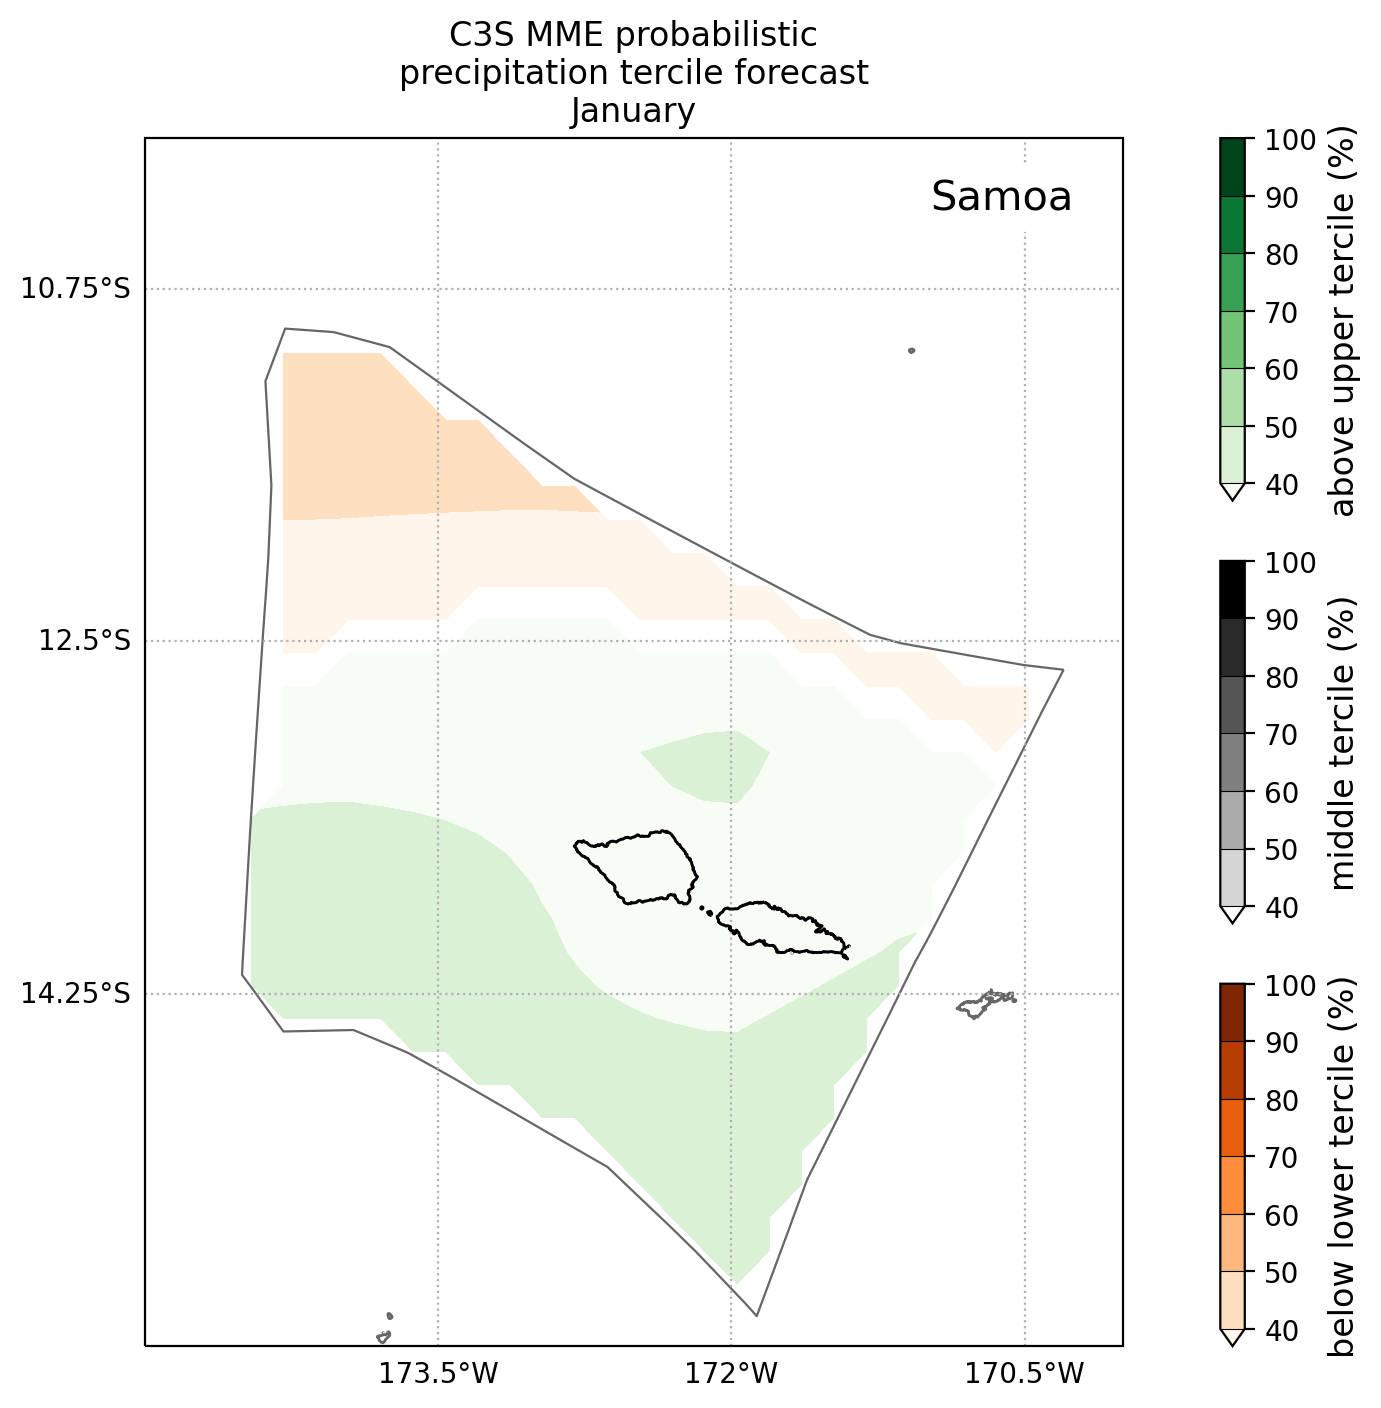 C3S MME probabilistic
precipitation tercile forecast
January
Samoa
10.75°S
12.5°S
14.25°S
173.5°W
172°W
170.5°W
100
90
80
70
60
50
40
above upper tercile (%)
100
90
80
70
60
50
40
middle tercile (%)
100
90
80
70
60
50
40
below lower tercile (%)